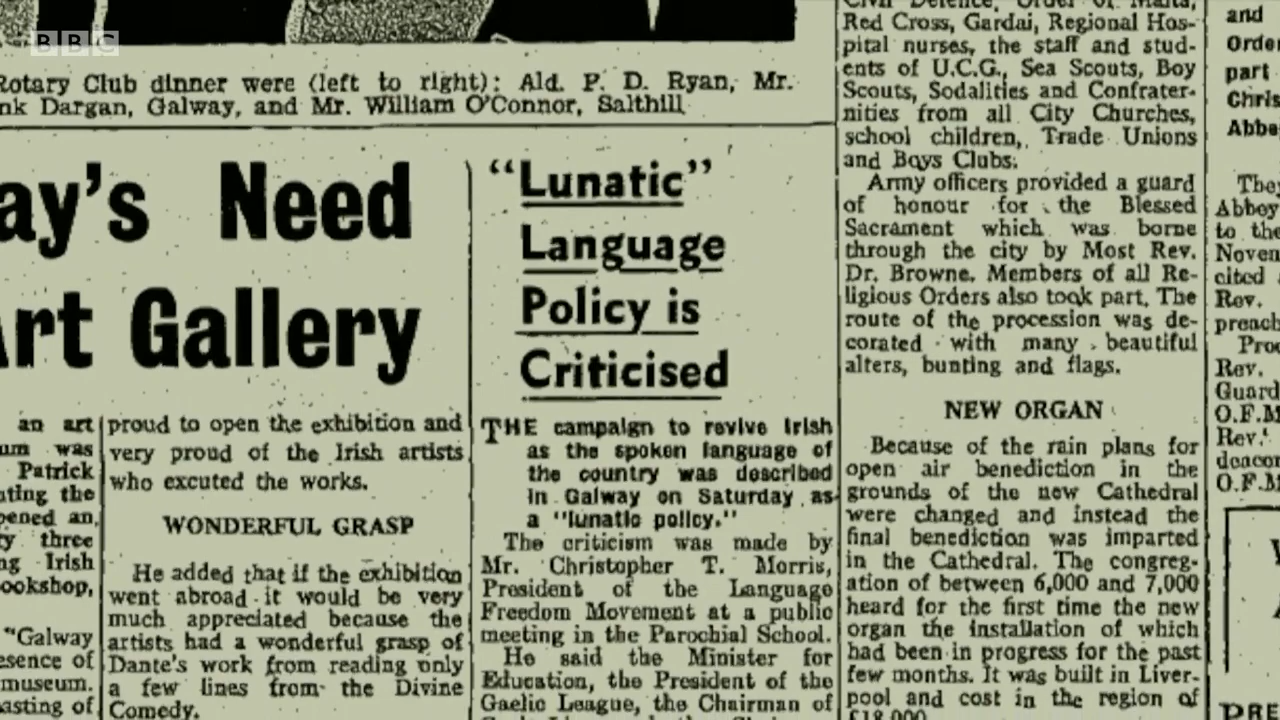 BBC
Rotary Club dinner were (left to right): Ald. P. D. Ryan, Mr.
nk Dargan, Galway, and Mr. William O'Connor, Salthill
ay's Need
Art Gallery
an art
um was
Patrick
ating the
pened an
ty three
ng Irish
ookshop,
"Galway
esence of
museum.
asting of
proud to open the exhibition and
very proud of the Irish artists
who excuted the works.
WONDERFUL GRASP
He added that if the exhibition
went abroad it would be very
much appreciated because the
artists had a wonderful grasp of
Dante's work from reading only
a few lines from the Divine
Comedy.
"Lunatic"
Language
Policy is
Criticised
THE campaign to revive Irish
as the spoken language of
the country was described
in Galway on Saturday as
a "lunatic policy."
The criticism was made by
Mr. Christopher T. Morris,
President of the Language
Freedom Movement at a public
meeting in the Parochial School.
He said the Minister for
Education, the President of the
Gaelic League, the Chairman of
Civil Defence, Order of Malta,
Red Cross, Gardai, Regional Hos-
pital nurses, the staff and stud-
ents of U.C.G., Sea Scouts, Boy
Scouts, Sodalities and Confrater-
nities from all City Churches,
school children, Trade Unions
and Boys Clubs.
Army officers provided a guard
of honour for the Blessed
Sacrament which was borne
through the city by Most Rev.
Dr. Browne. Members of all Re-
ligious Orders also took part. The
route of the procession was de-
corated with many beautiful
alters, bunting and flags.
NEW ORGAN
Because of the rain plans for
open air benediction in the
grounds of the new Cathedral
were changed and instead the
final benediction was imparted
in the Cathedral. The congreg-
ation of between 6,000 and 7,000
heard for the first time the new
organ the installation of which
had been in progress for the past
few months. It was built in Liver-
pool and cost in the region of
£18,000
and
Orde
part
Chris
Abbe
They
Abbey
to the
Noven
cited
Rev.
preach
Proc
Rev.
Guard
O.F.M
Rev.
deacon
O.F.M